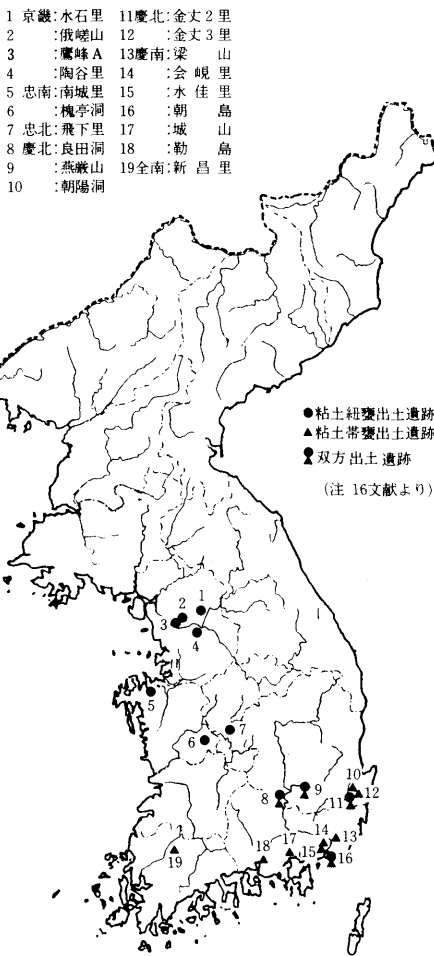 1 京畿:水石里 11慶北:金丈2里
2 :俄嵯山 12 :金丈3里
3 :鷹峰A 13慶南:梁山
4 :陶谷里 14 :会峴里
5 忠南:南城里 15 :水佳里
6 :槐亭洞 16 :朝島
7 忠北:飛下里 17 :城山
8 慶北:良田洞 18 :勒島
9 :燕巌山 19全南:新昌里
10 :朝陽洞
●粘土紐甕出土遺跡
▲粘土帯甕出土遺跡
双方出土遺跡
(注 16文献より)
1
2
3
4
5
7
6
10
9
8
11
12
14
13
17
18
15
16
19